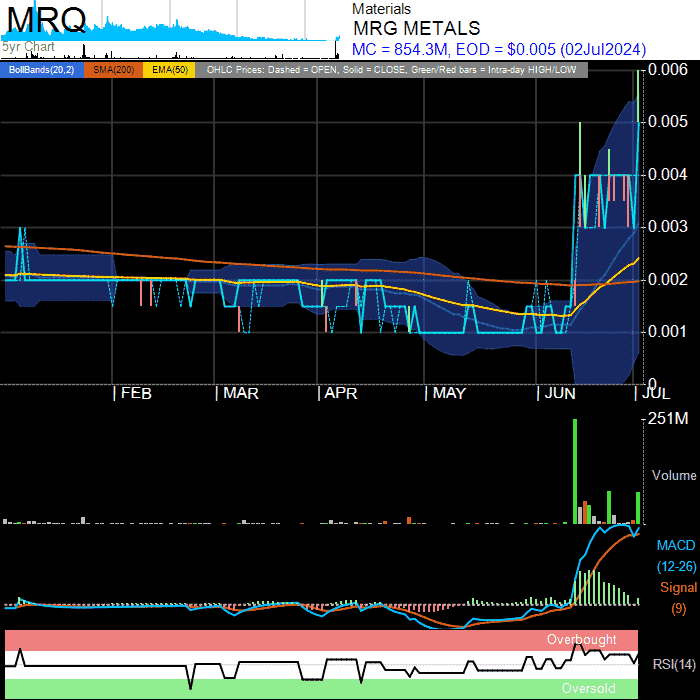 MRQ
5yr Chart
Materials
MRG METALS
MC = 854.3M, EOD = $0.005 (02Jul2024)
BollBands(20,2) SMA(200) EMA(50) OHLC Prices: Dashed = OPEN, Solid = CLOSE, Green/Red bars = Intra-day HIGH/LOW
0.006
0.005
0.004
0.003
0.002
0.001
0
FEB MAR APR MAY JUN JUL
251M
Volume
MACD
(12-26)
Signal
(9)
Overbought
RSI(14)
Oversold